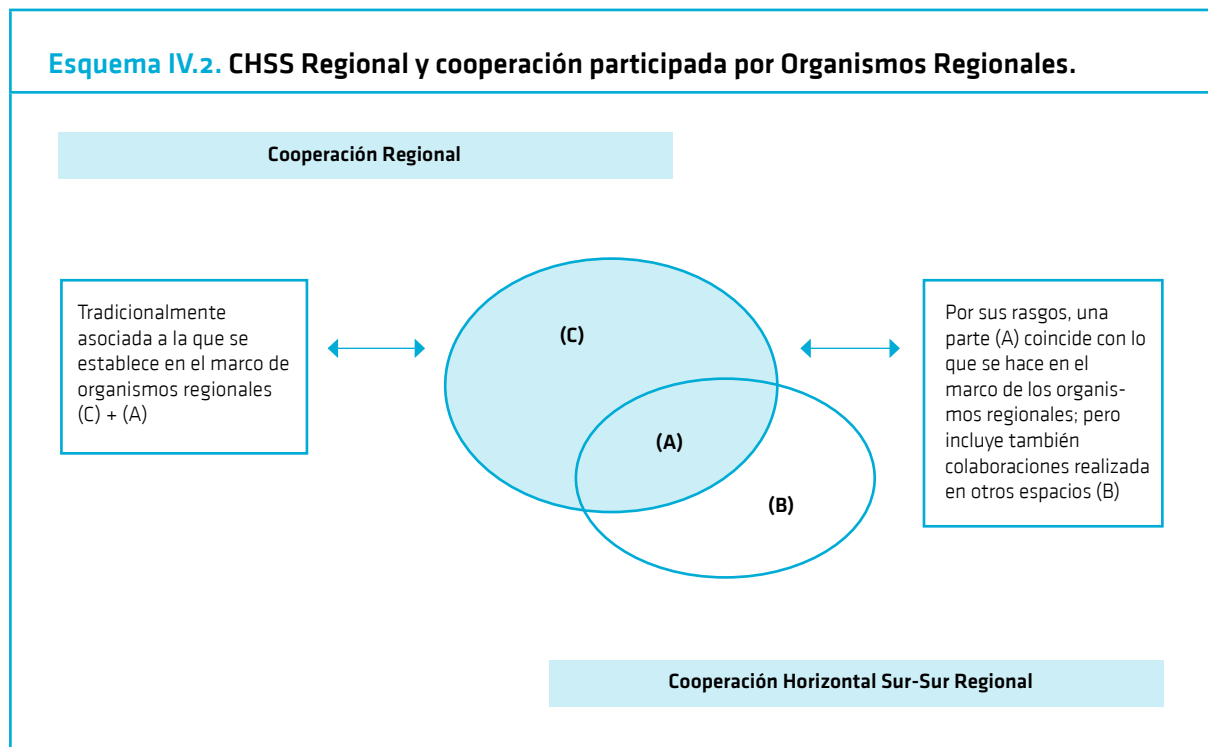 Esquema IV.2. CHSS Regional y cooperación participada por Organismos Regionales.
Cooperación Regional
Tradicionalmente
asociada a la que se
establece en el marco de
organismos regionales
(C) + (A)
(C)
(A)
(B)
Por sus rasgos, una
parte (A) coincide con lo
que se hace en el
marco de los organis-
mos regionales; pero
incluye también
colaboraciones realizada
en otros espacios (B)
Cooperación Horizontal Sur-Sur Regional